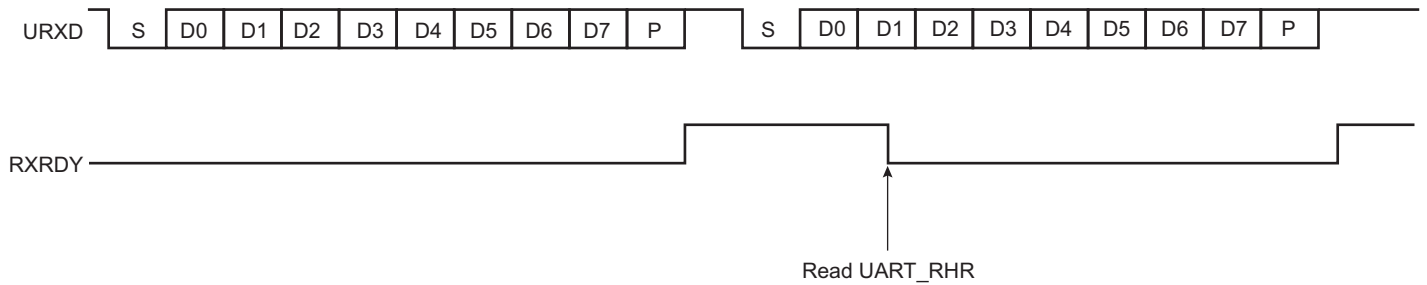 URXD S D0 D1 D2 D3 D4 D5 D6 D7 P S D0 D1 D2 D3 D4 D5 D6 D7 P
RXRDY
Read UART_RHR